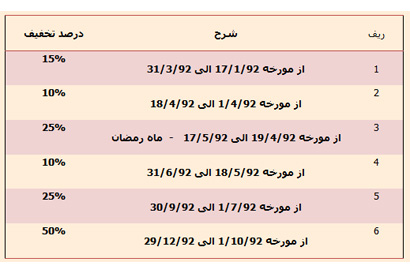 ریف شرح درصد تخفیف
1 از مورخه 17/1/92 الی 31/3/92 15%
2 از مورخه 1/4/92 الی 18/4/92 10%
3 از مورخه 19/4/92 الی 17/5/92 - ماه رمضان 25%
4 از مورخه 18/5/92 الی 31/6/92 10%
5 از مورخه 1/7/92 الی 30/9/92 25%
6 از مورخه 1/10/92 الی 29/12/92 50%